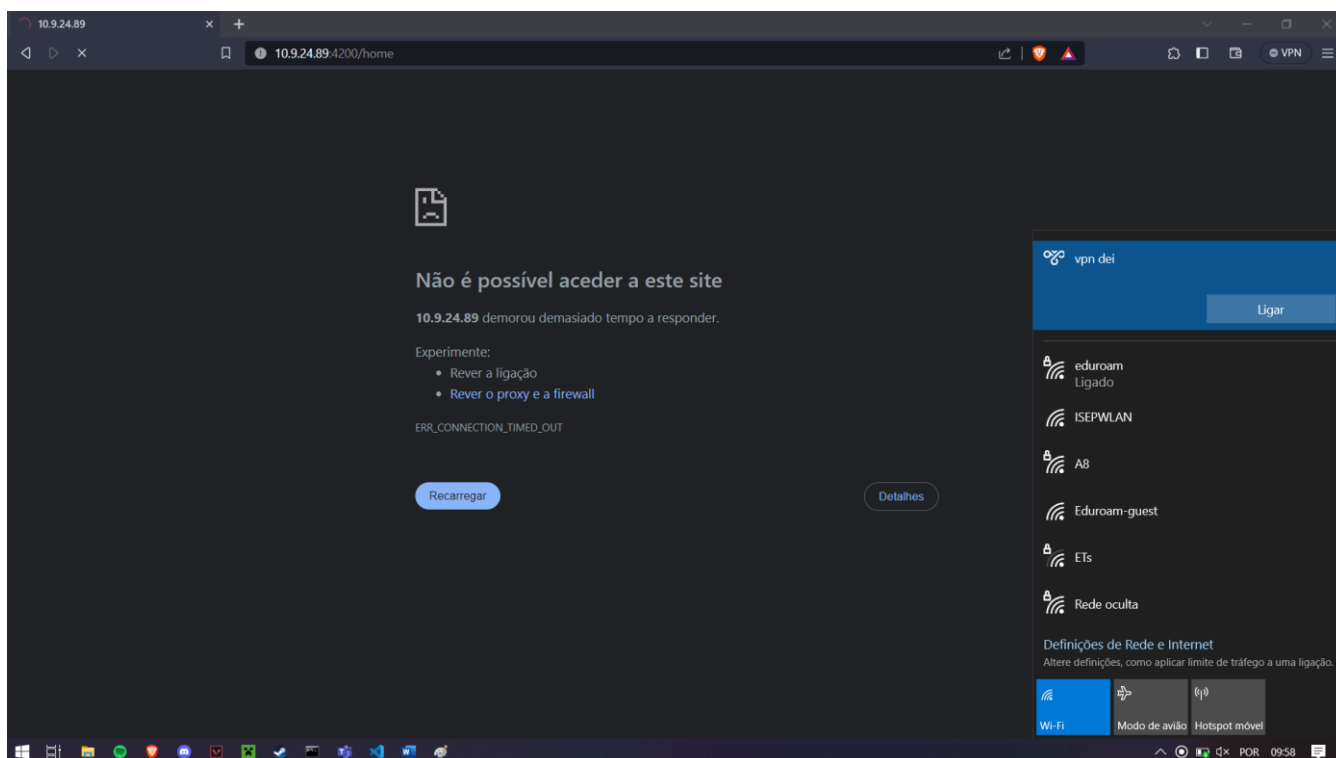 10.9.24.89
10.9.24.89:4200/home
VPN
Não é possível aceder a este site
10.9.24.89 demorou demasiado tempo a responder.
Experimente:
Rever a ligação
Rever o proxy e a firewall
ERR_CONNECTION_TIMED_OUT
Recarregar
Detalhes
vpn dei
Ligar
eduroam
Ligado
ISEPWLAN
A8
Eduroam-guest
ETs
Rede oculta
Definições de Rede e Internet
Altere definições, como aplicar limite de tráfego a uma ligação.
Wi-Fi
Modo de avião
Hotspot móvel
POR
09:58